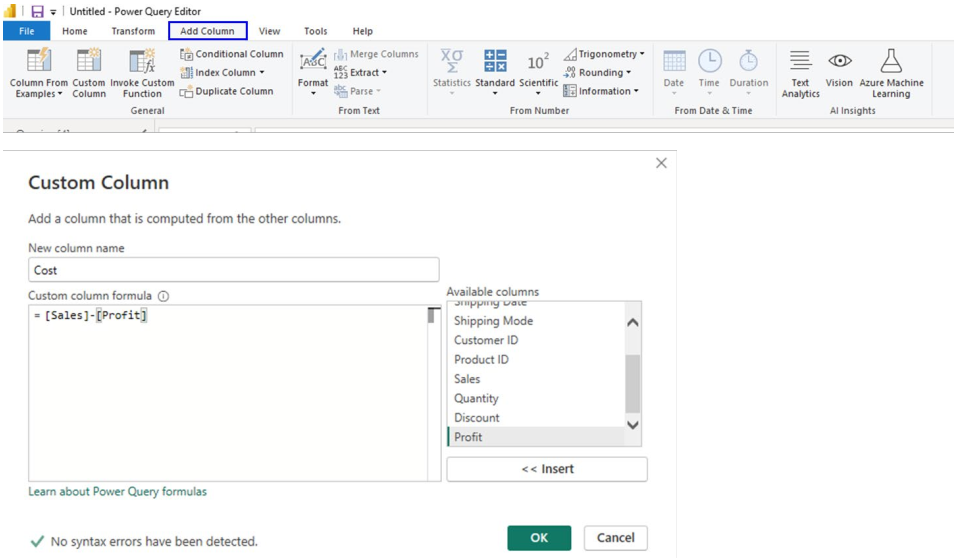 Untitled - Power Query Editor
File Home Transform Add Column View Tools Help
Column From Examples
Custom Column
Invoke Custom Function
Conditional Column
Index Column
Duplicate Column
General
Format
Merge Columns
ABC 123 Extract
abc Parse
From Text
Statistics
Standard
10² Scientific
Trigonometry
.00 Rounding
Information
From Number
Date
Time
Duration
From Date & Time
Text Analytics
Vision
Azure Machine Learning
AI Insights
Custom Column
Add a column that is computed from the other columns.
New column name
Cost
Custom column formula
= [Sales]-[Profit]
Available columns
Shipping Date
Shipping Mode
Customer ID
Product ID
Sales
Quantity
Discount
Profit
<< Insert
Learn about Power Query formulas
No syntax errors have been detected.
OK
Cancel